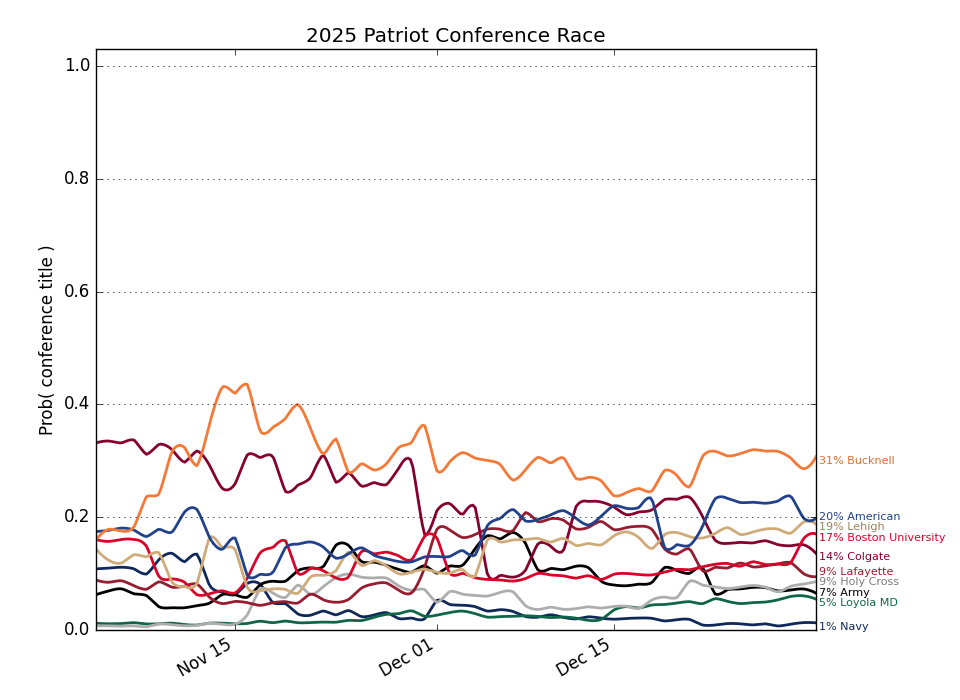 2025 Patriot Conference Race
Prob( conference title )
1.0
0.8
0.6
0.4
0.2
0.0
Nov 15
Dec 01
Dec 15
31% Bucknell
20% American
19% Lehigh
17% Boston University
14% Colgate
9% Lafayette
9% Holy Cross
7% Army
5% Loyola MD
1% Navy